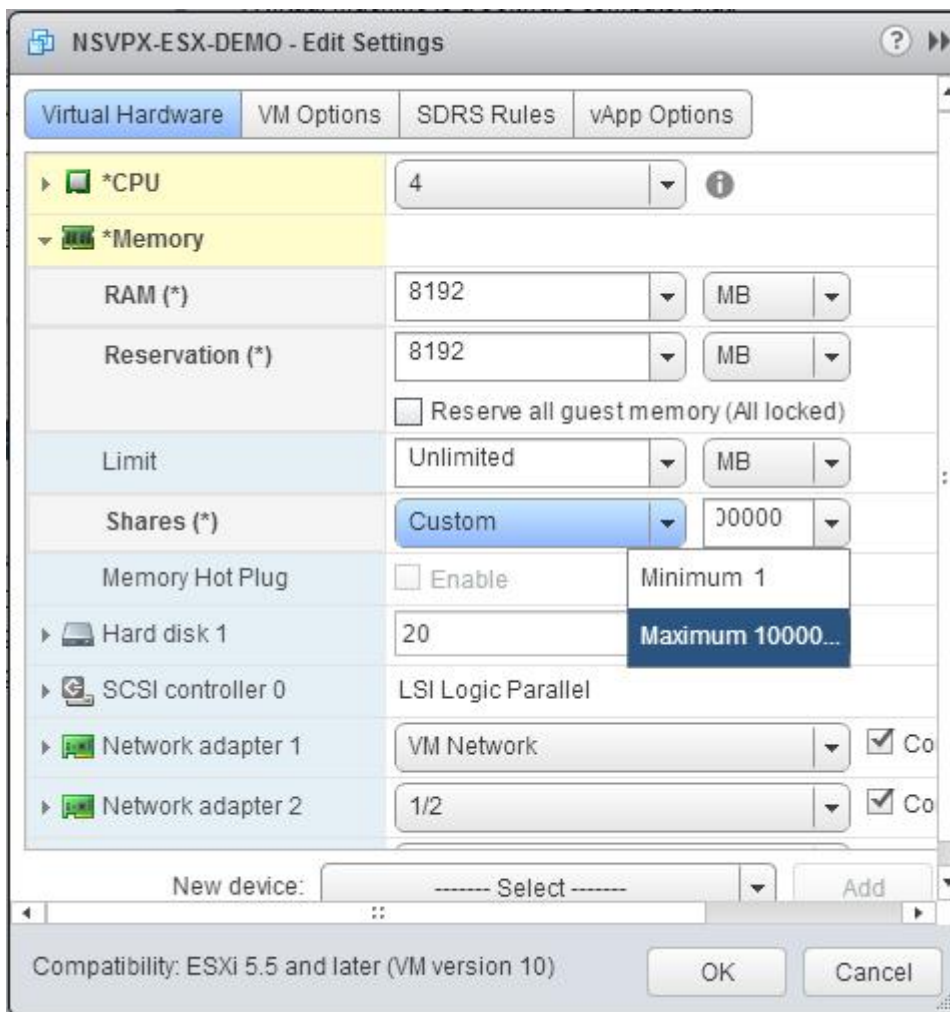 NSVPX-ESX-DEMO - Edit Settings ?
Virtual Hardware VM Options SDRS Rules vApp Options
*CPU 4
*Memory
RAM (*) 8192 MB
Reservation (*) 8192 MB
Reserve all guest memory (All locked)
Limit Unlimited MB
Shares (*) Custom 00000
Memory Hot Plug Enable Minimum 1
Hard disk 1 20 Maximum 10000...
SCSI controller 0 LSI Logic Parallel
Network adapter 1 VM Network Co
Network adapter 2 1/2 Co
New device: ------- Select ------- Add
Compatibility: ESXi 5.5 and later (VM version 10) OK Cancel